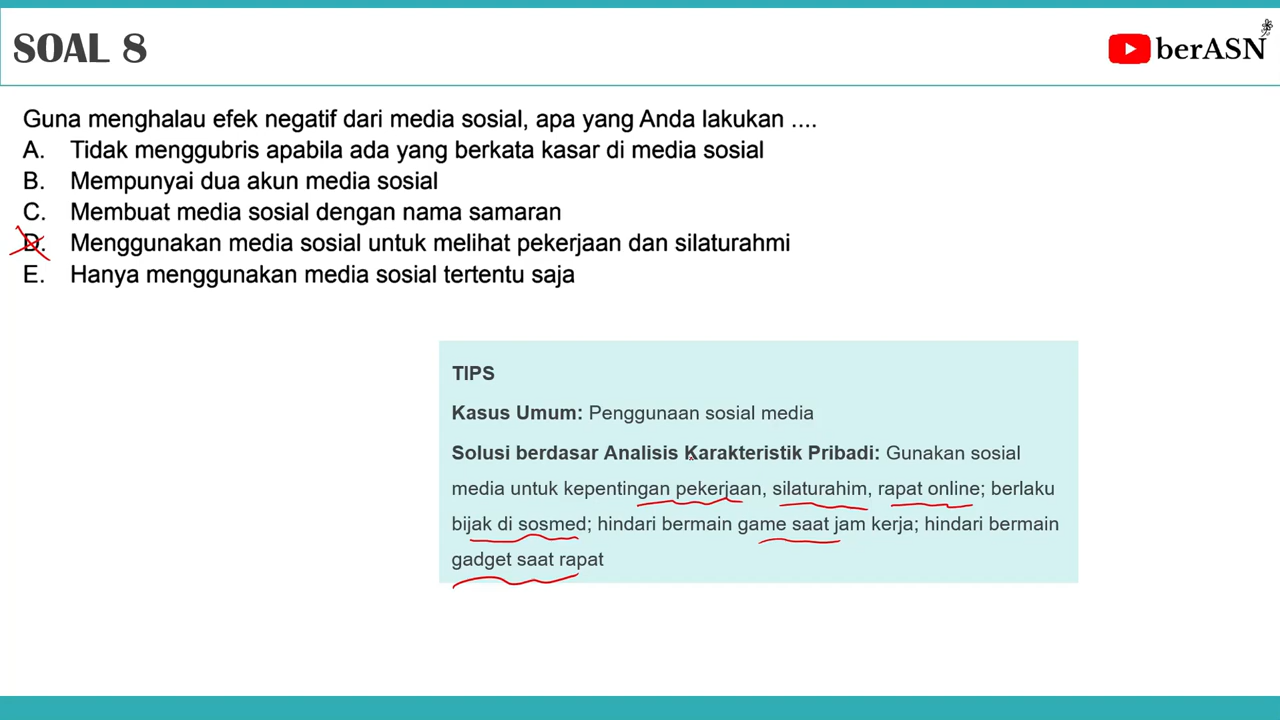 SOAL 8
berASN
Guna menghalau efek negatif dari media sosial, apa yang Anda lakukan ....
A. Tidak menggubris apabila ada yang berkata kasar di media sosial
B. Mempunyai dua akun media sosial
C. Membuat media sosial dengan nama samaran
D. Menggunakan media sosial untuk melihat pekerjaan dan silaturahmi
E. Hanya menggunakan media sosial tertentu saja
TIPS
Kasus Umum: Penggunaan sosial media
Solusi berdasar Analisis Karakteristik Pribadi: Gunakan sosial
media untuk kepentingan pekerjaan, silaturahim, rapat online; berlaku
bijak di sosmed; hindari bermain game saat jam kerja; hindari bermain
gadget saat rapat